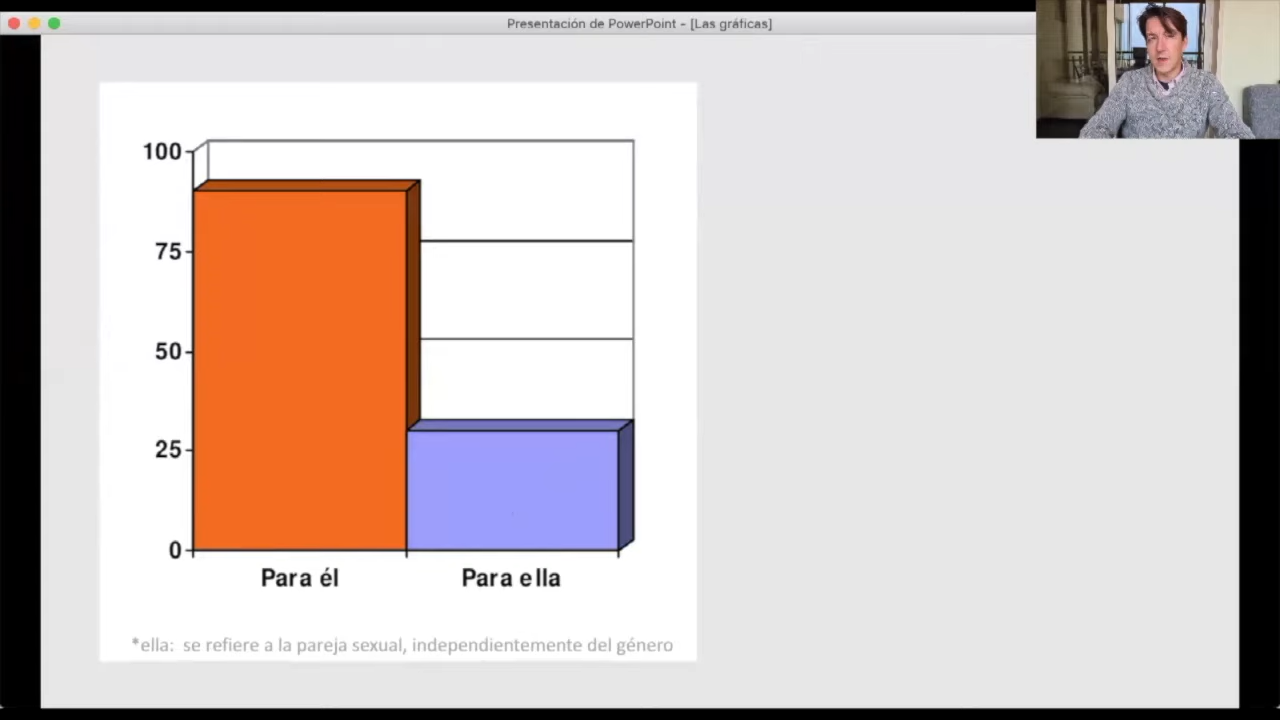 Presentación de PowerPoint - [Las gráficas]
100
75
50
25
0
Para él
Para ella
*ella: se refiere a la pareja sexual, independientemente del género